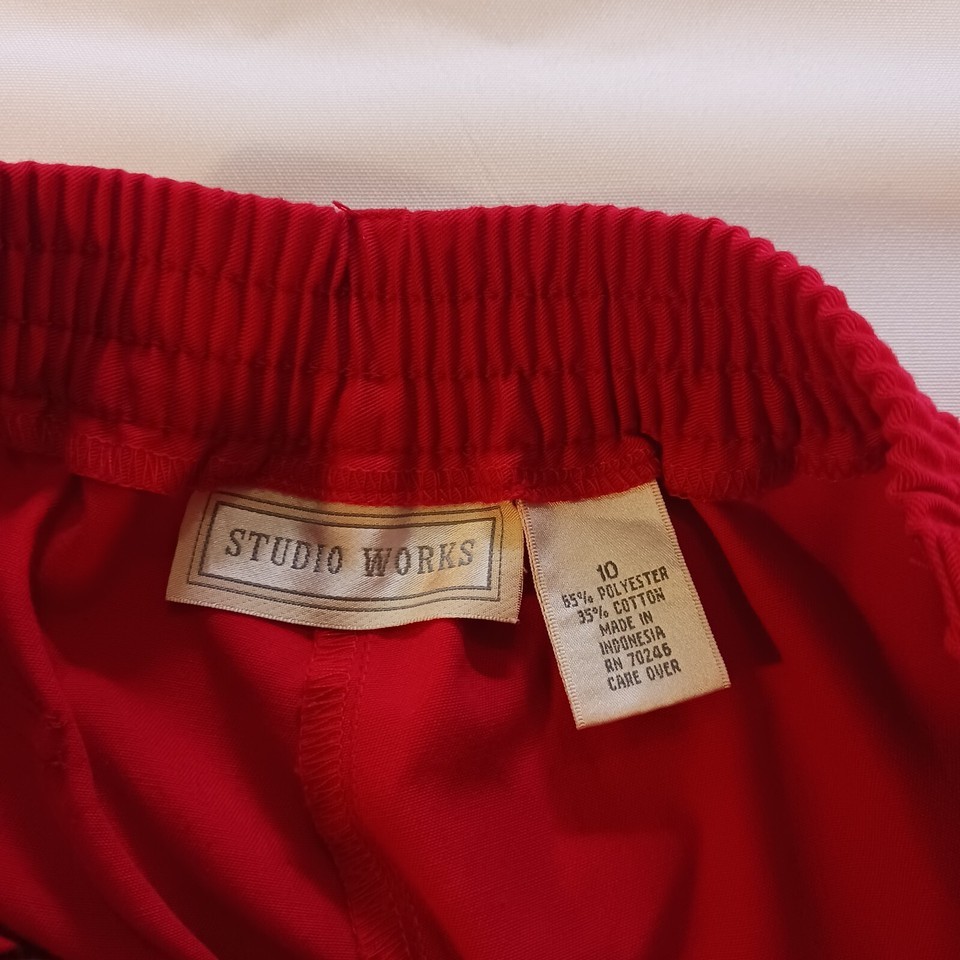 STUDIO WORKS
10
65% POLYESTER
35% COTTON
MADE IN
INDONESIA
RN 70246
CARE OVER